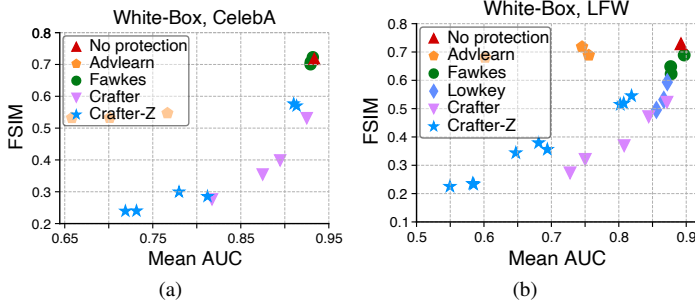 White-Box, CelebA
FSIM
0.8
0.7
0.6
0.5
0.4
0.3
0.2
No protection
Advlearn
Fawkes
Crafter
Crafter-Z
0.65 0.75 0.85 0.95
Mean AUC
(a)
White-Box, LFW
FSIM
0.8
0.7
0.6
0.5
0.4
0.3
0.2
0.1
No protection
Advlearn
Fawkes
Lowkey
Crafter
Crafter-Z
0.5 0.6 0.7 0.8 0.9
Mean AUC
(b)